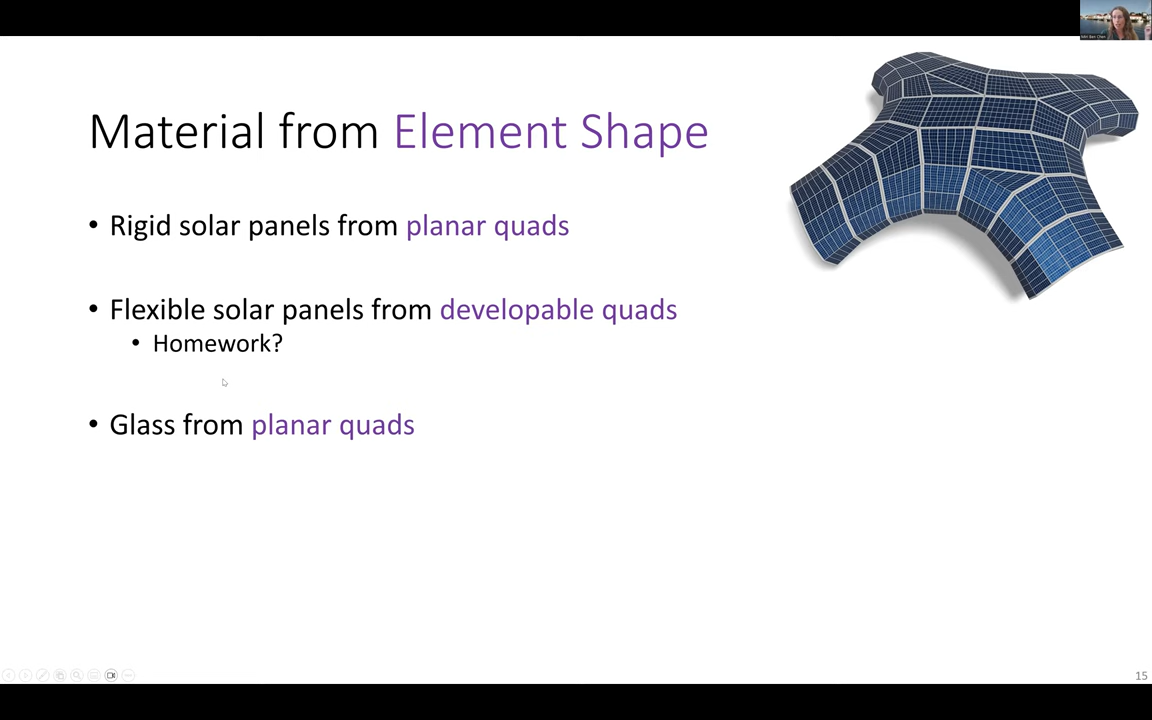 Material from Element Shape
• Rigid solar panels from planar quads
• Flexible solar panels from developable quads
• Homework?
• Glass from planar quads
15